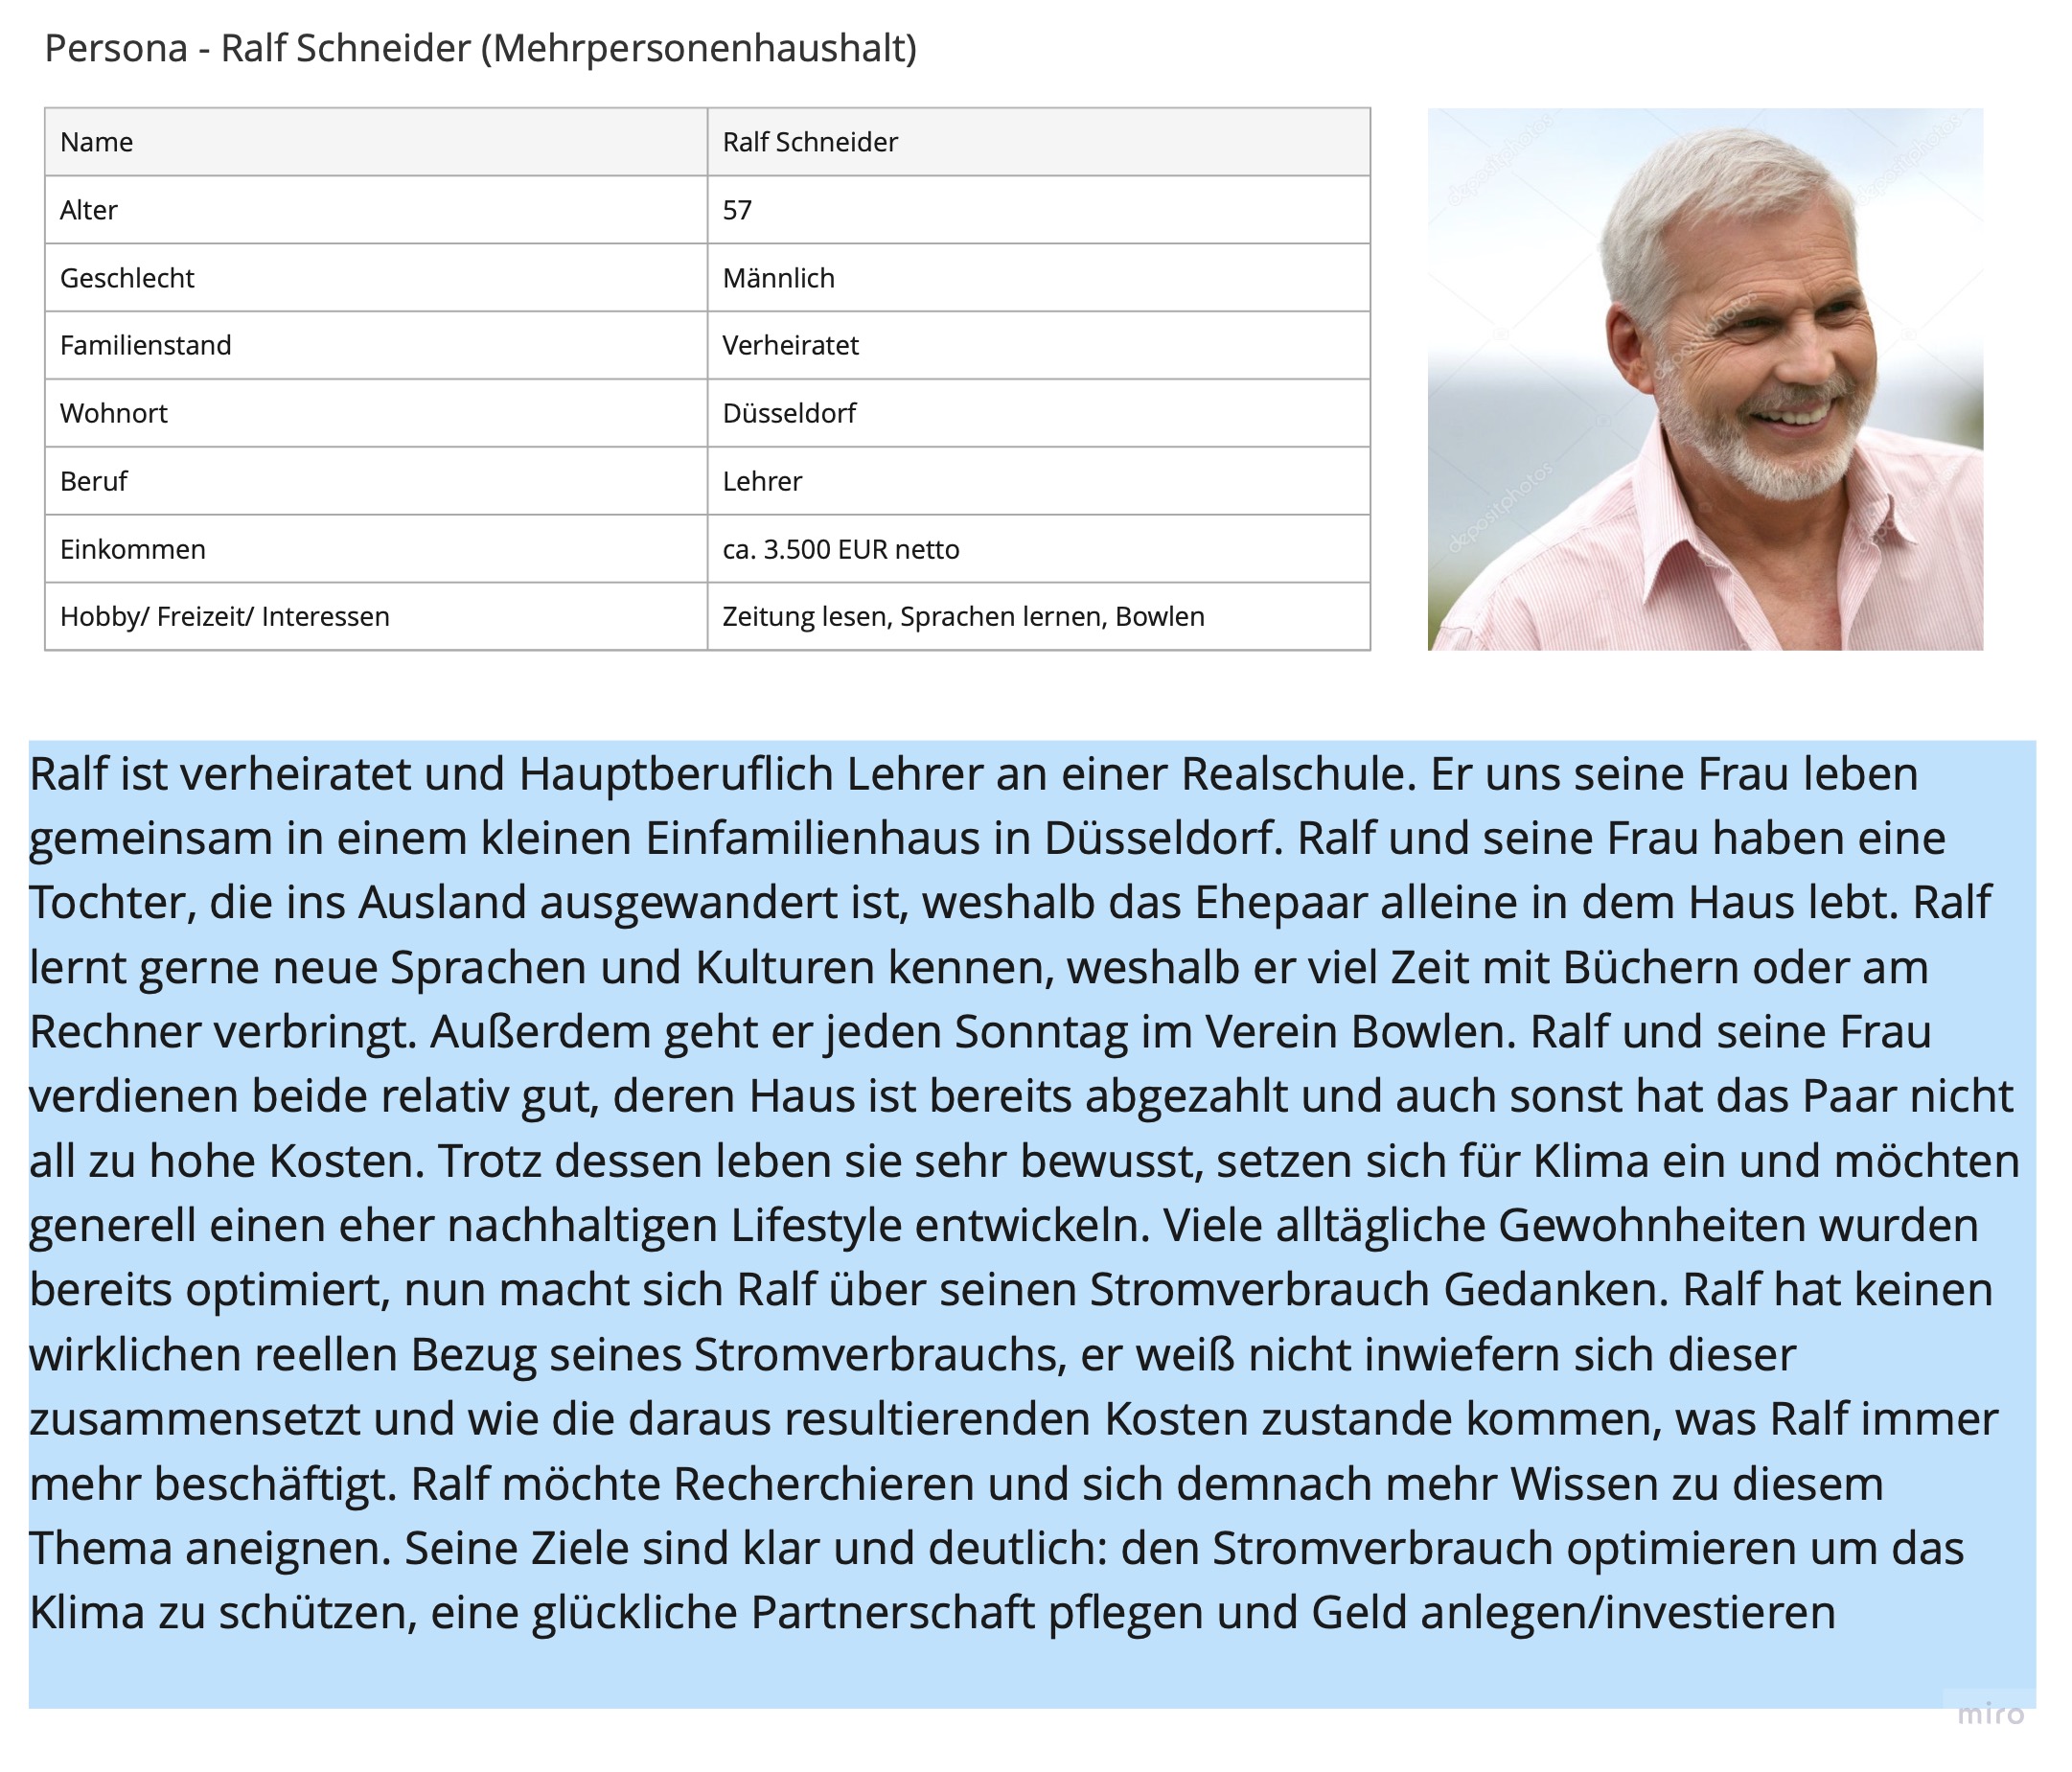 Persona - Ralf Schneider (Mehrpersonenhaushalt)
Name Ralf Schneider
Alter 57
Geschlecht Männlich
Familienstand Verheiratet
Wohnort Düsseldorf
Beruf Lehrer
Einkommen ca. 3.500 EUR netto
Hobby/ Freizeit/ Interessen Zeitung lesen, Sprachen lernen, Bowlen
depositphotos
depositphotos
depositphotos
depositphotos
depositphotos
depositphotos
Ralf ist verheiratet und Hauptberuflich Lehrer an einer Realschule. Er uns seine Frau leben
gemeinsam in einem kleinen Einfamilienhaus in Düsseldorf. Ralf und seine Frau haben eine
Tochter, die ins Ausland ausgewandert ist, weshalb das Ehepaar alleine in dem Haus lebt. Ralf
lernt gerne neue Sprachen und Kulturen kennen, weshalb er viel Zeit mit Büchern oder am
Rechner verbringt. Außerdem geht er jeden Sonntag im Verein Bowlen. Ralf und seine Frau
verdienen beide relativ gut, deren Haus ist bereits abgezahlt und auch sonst hat das Paar nicht
all zu hohe Kosten. Trotz dessen leben sie sehr bewusst, setzen sich für Klima ein und möchten
generell einen eher nachhaltigen Lifestyle entwickeln. Viele alltägliche Gewohnheiten wurden
bereits optimiert, nun macht sich Ralf über seinen Stromverbrauch Gedanken. Ralf hat keinen
wirklichen reellen Bezug seines Stromverbrauchs, er weiß nicht inwiefern sich dieser
zusammensetzt und wie die daraus resultierenden Kosten zustande kommen, was Ralf immer
mehr beschäftigt. Ralf möchte Recherchieren und sich demnach mehr Wissen zu diesem
Thema aneignen. Seine Ziele sind klar und deutlich: den Stromverbrauch optimieren um das
Klima zu schützen, eine glückliche Partnerschaft pflegen und Geld anlegen/investieren
miro